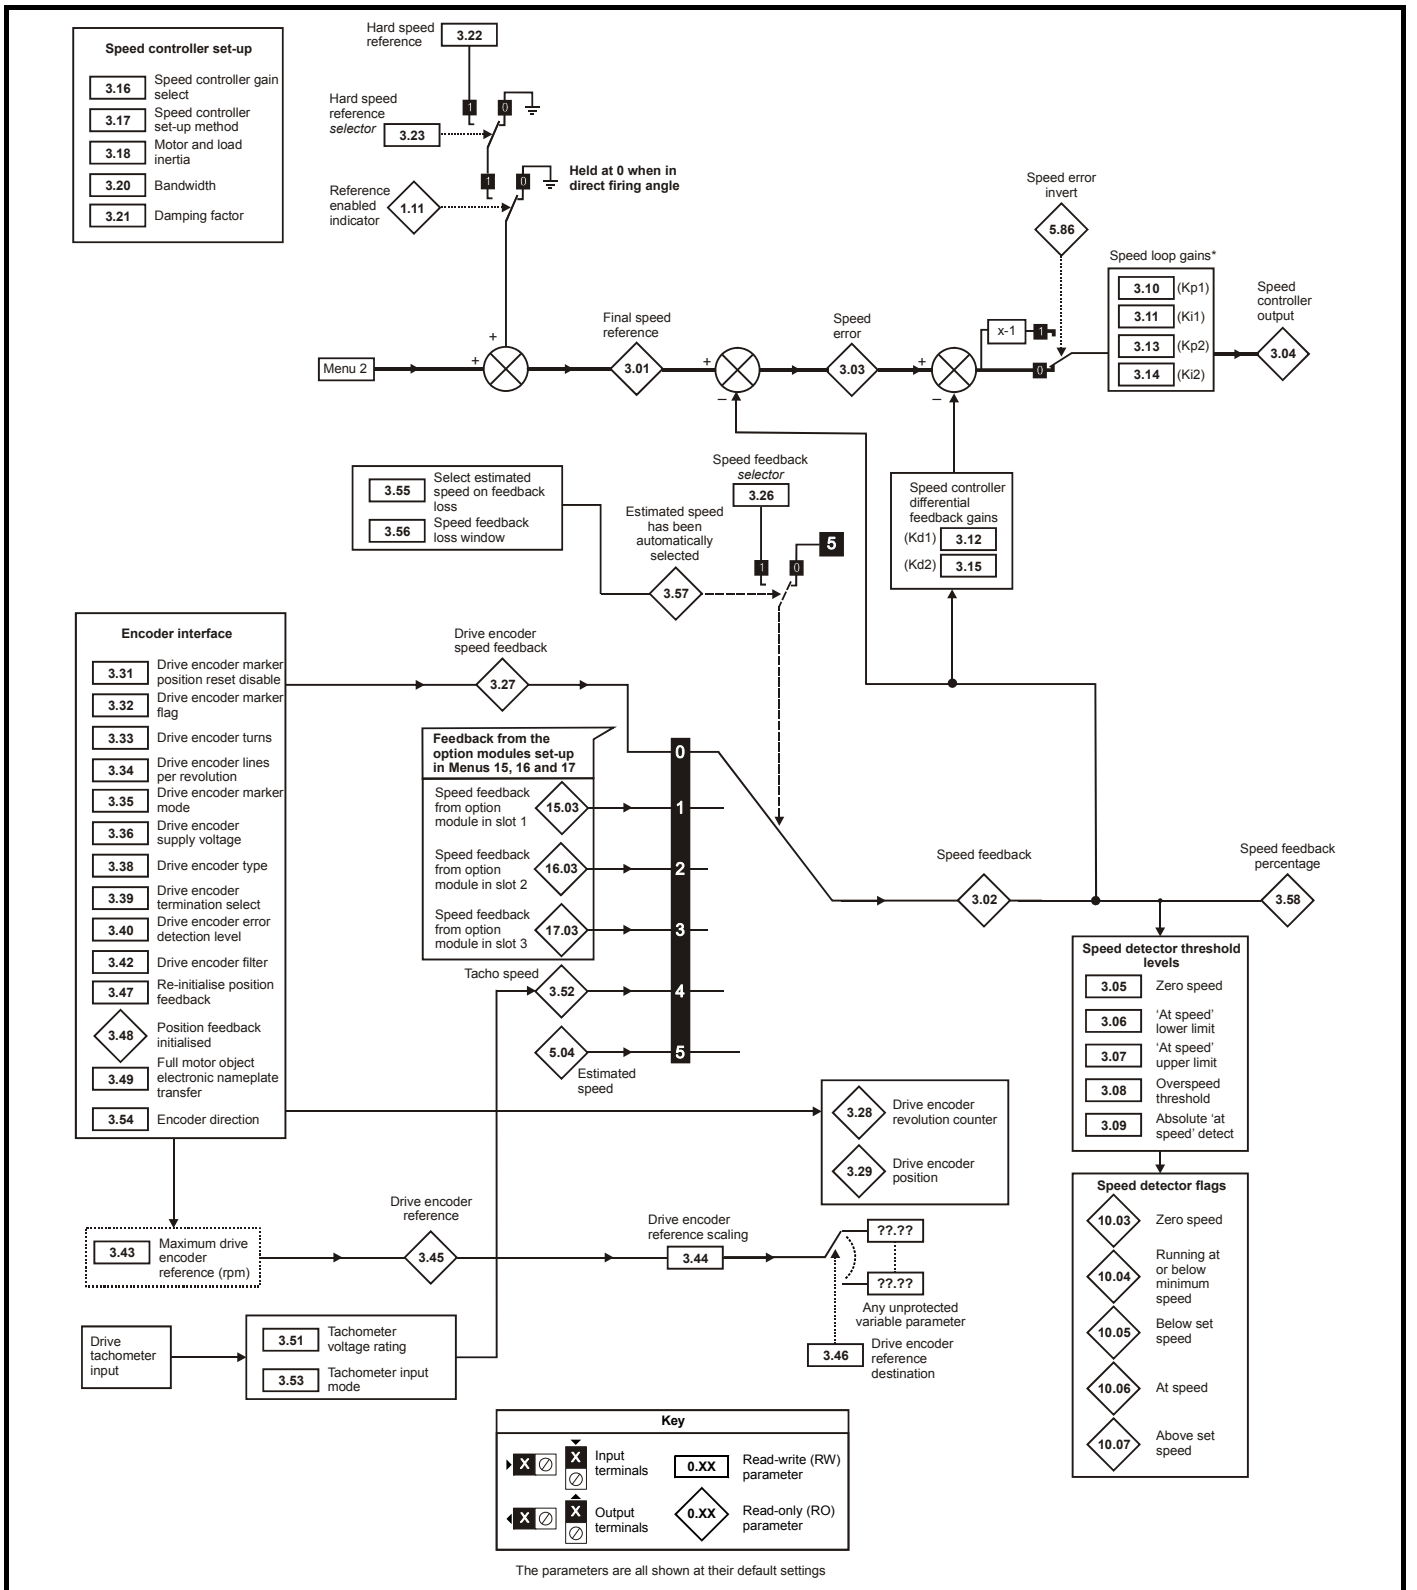 Speed controller set-up
3.16 Speed controller gain
select
3.17 Speed controller
set-up method
3.18 Motor and load
inertia
3.20 Bandwidth
3.21 Damping factor
Hard speed
reference
3.22
1 0
Hard speed
reference
selector
3.23
1 0
Held at 0 when in
direct firing angle
Reference
enabled
indicator
1.11
Speed error
invert
5.86
Speed loop gains*
3.10 (Kp1)
3.11 (Ki1)
3.13 (Kp2)
3.14 (Ki2)
Speed
controller
output
3.04
Menu 2
+
+
Final speed
reference
3.01
+
–
Speed
error
3.03
+
–
x-1 1
0
3.55 Select estimated
speed on feedback
loss
3.56 Speed feedback
loss window
Estimated speed
has been
automatically
selected
3.57
Speed feedback
selector
3.26
1 0
5
Speed controller
differential
feedback gains
(Kd1) 3.12
(Kd2) 3.15
Encoder interface
3.31 Drive encoder marker
position reset disable
3.32 Drive encoder marker
flag
3.33 Drive encoder turns
3.34 Drive encoder lines
per revolution
3.35 Drive encoder marker
mode
3.36 Drive encoder
supply voltage
3.38 Drive encoder type
3.39 Drive encoder
termination select
3.40 Drive encoder error
detection level
3.42 Drive encoder filter
3.47 Re-initialise position
feedback
3.48 Position feedback
initialised
3.49 Full motor object
electronic nameplate
transfer
3.54 Encoder direction
Drive encoder
speed feedback
3.27
Feedback from the
option modules set-up
in Menus 15, 16 and 17
Speed feedback
from option
module in slot 1
15.03
Speed feedback
from option
module in slot 2
16.03
Speed feedback
from option
module in slot 3
17.03
Tacho speed
3.52
5.04
Estimated
speed
0
1
2
3
4
5
Speed feedback
3.02
Speed feedback
percentage
3.58
Speed detector threshold
levels
3.05 Zero speed
3.06 ‘At speed’
lower limit
3.07 ‘At speed’
upper limit
3.08 Overspeed
threshold
3.09 Absolute ‘at
speed’ detect
Speed detector flags
10.03 Zero speed
10.04 Running at
or below
minimum
speed
10.05 Below set
speed
10.06 At speed
10.07 Above set
speed
3.28 Drive encoder
revolution counter
3.29 Drive encoder
position
3.43 Maximum drive
encoder
reference (rpm)
Drive encoder
reference
3.45
Drive encoder
reference scaling
3.44
??.??
??.??
Any unprotected
variable parameter
3.46 Drive encoder
reference
destination
Drive
tachometer
input
3.51 Tachometer
voltage rating
3.53 Tachometer input
mode
Key
X X Input
terminals
0.XX Read-write (RW)
parameter
X X Output
terminals
0.XX Read-only (RO)
parameter
The parameters are all shown at their default settings